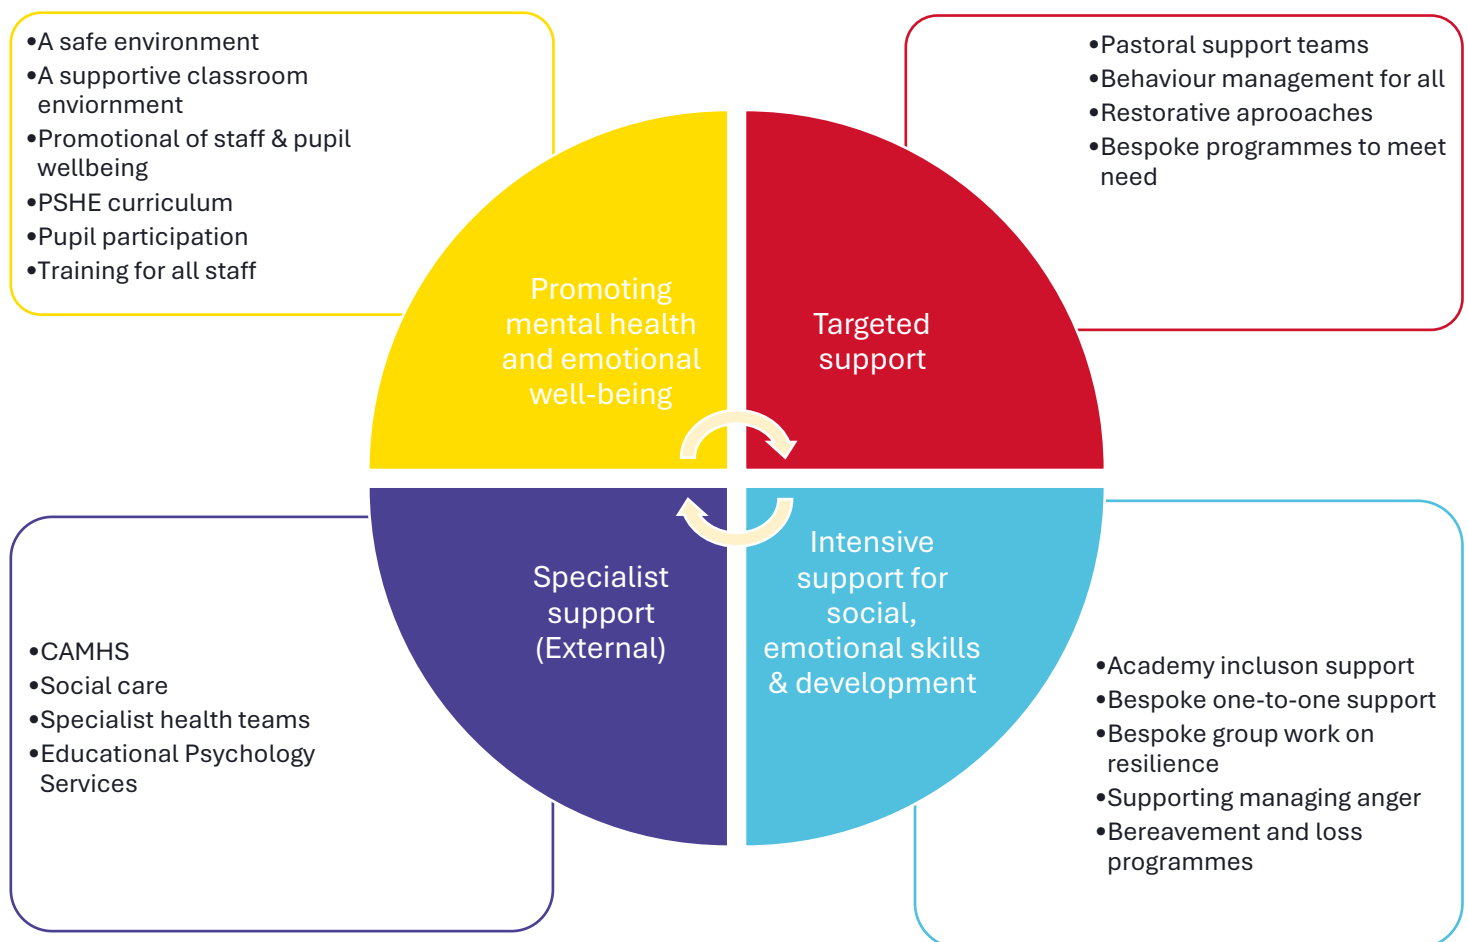 •A safe environment
•A supportive classroom
enviornment
•Promotional of staff & pupil
wellbeing
•PSHE curriculum
•Pupil participation
•Training for all staff
Promoting
mental health
and emotional
well-being
Targeted
support
•Pastoral support teams
•Behaviour management for all
•Restorative aprooaches
•Bespoke programmes to meet
need
•CAMHS
•Social care
•Specialist health teams
•Educational Psychology
Services
Specialist
support
(External)
Intensive
support for
social,
emotional skills
& development
•Academy incluson support
•Bespoke one-to-one support
•Bespoke group work on
resilience
•Supporting managing anger
•Bereavement and loss
programmes